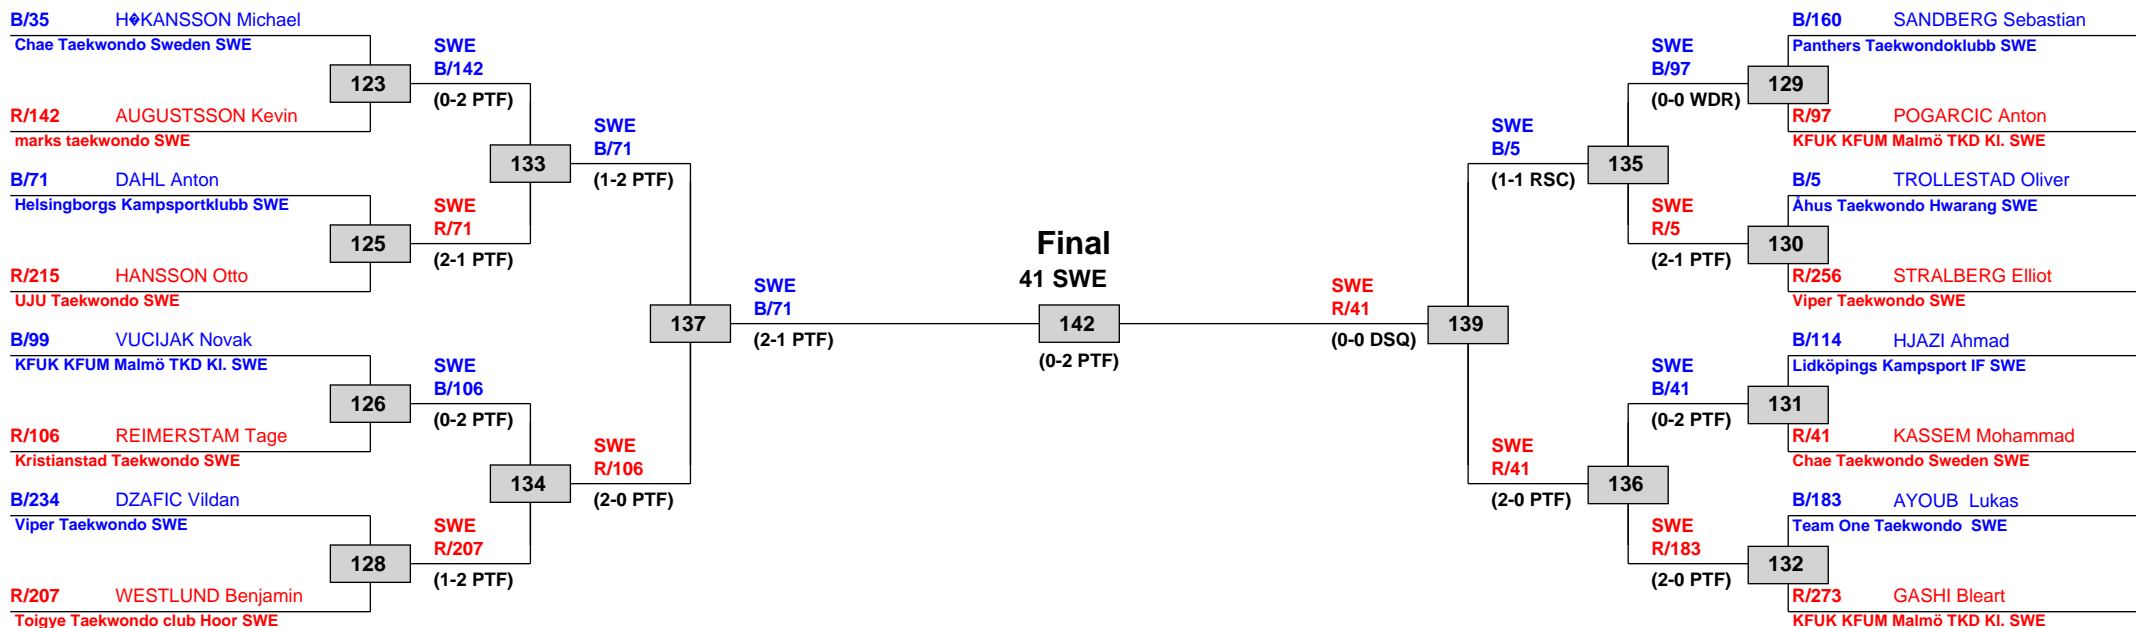 B/35 H�KANSSON Michael
Chae Taekwondo Sweden SWE
123
R/142 AUGUSTSSON Kevin
marks taekwondo SWE
B/71 DAHL Anton
Helsingborgs Kampsportklubb SWE
125
R/215 HANSSON Otto
UJU Taekwondo SWE
B/99 VUCIJAK Novak
KFUK KFUM Malmö TKD Kl. SWE
126
R/106 REIMERSTAM Tage
Kristianstad Taekwondo SWE
B/234 DZAFIC Vildan
Viper Taekwondo SWE
128
R/207 WESTLUND Benjamin
Toigye Taekwondo club Hoor SWE
SWE
B/142
(0-2 PTF)
133
SWE
R/71
(2-1 PTF)
SWE
B/106
(0-2 PTF)
134
SWE
R/207
(1-2 PTF)
SWE
B/71
(1-2 PTF)
137
SWE
R/106
(2-0 PTF)
SWE
B/71
(2-1 PTF)
Final
41 SWE
142
(0-2 PTF)
SWE
R/41
(0-0 DSQ)
139
SWE
B/5
(1-1 RSC)
135
SWE
R/41
(2-0 PTF)
136
SWE
B/97
(0-0 WDR)
SWE
R/5
(2-1 PTF)
SWE
B/41
(0-2 PTF)
SWE
R/183
(2-0 PTF)
B/160 SANDBERG Sebastian
Panthers Taekwondoklubb SWE
129
R/97 POGARCIC Anton
KFUK KFUM Malmö TKD Kl. SWE
B/5 TROLLESTAD Oliver
Åhus Taekwondo Hwarang SWE
130
R/256 STRALBERG Elliot
Viper Taekwondo SWE
B/114 HJAZI Ahmad
Lidköpings Kampsport IF SWE
131
R/41 KASSEM Mohammad
Chae Taekwondo Sweden SWE
B/183 AYOUB Lukas
Team One Taekwondo SWE
132
R/273 GASHI Bleart
KFUK KFUM Malmö TKD Kl. SWE